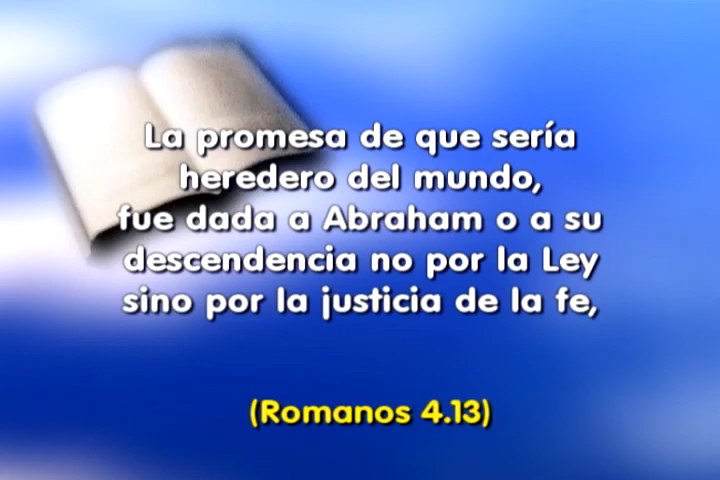 La promesa de que sería
heredero del mundo,
fue dada a Abraham o a su
descendencia no por la Ley
sino por la justicia de la fe,
(Romanos 4.13)